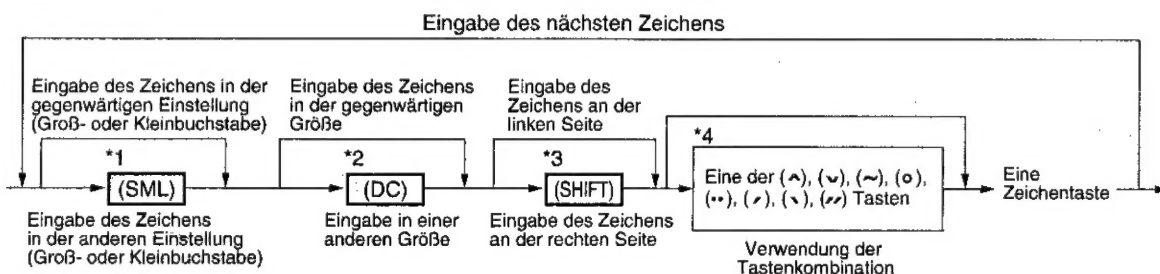 Eingabe des nächsten Zeichens
Eingabe des Zeichens in der
gegenwärtigen Einstellung
(Groß- oder Kleinbuchstabe)
*1
(SML)
Eingabe des Zeichens
in der anderen Einstellung
(Groß- oder Kleinbuchstabe)
Eingabe des Zeichens
in der gegenwärtigen
Größe
*2
(DC)
Eingabe in einer
anderen Größe
Eingabe des
Zeichens an der
linken Seite
*3
(SHIFT)
Eingabe des Zeichens
an der rechten Seite
*4
Eine der (^), (˘), (~), (°),
(··), (´), (`), (˝) Tasten
Verwendung der
Tastenkombination
Eine
Zeichentaste